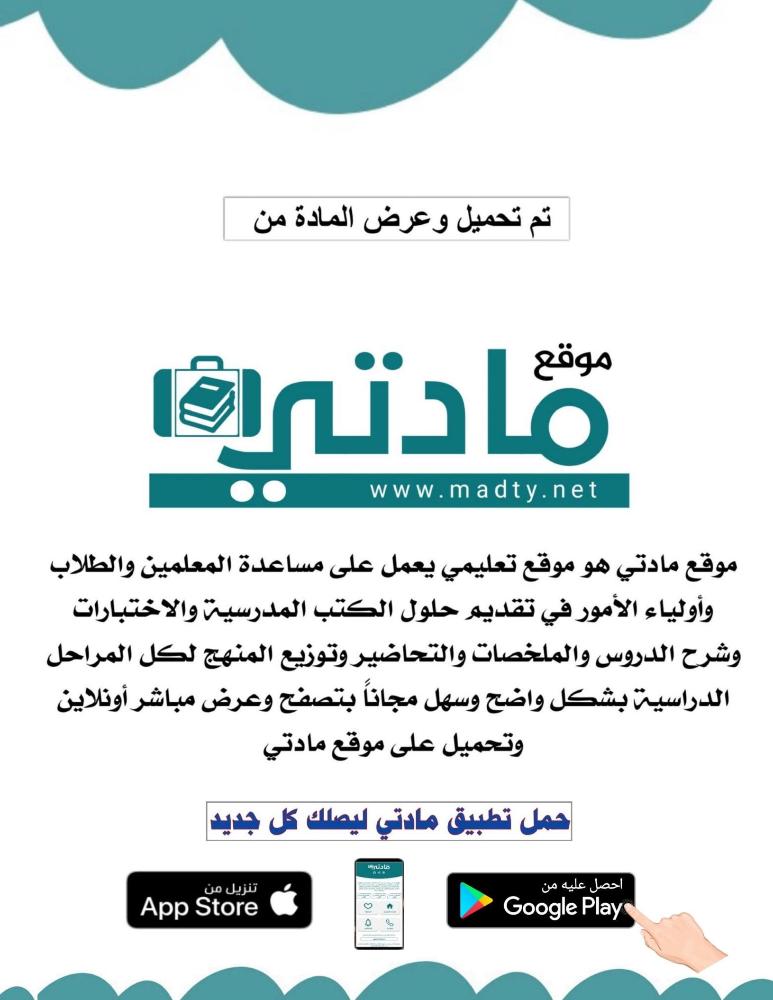 تم تحميل وعرض المادة من
موقع
مادتي
www.madty.net
موقع مادتي هو موقع تعليمي يعمل على مساعدة المعلمين والطلاب
وأولياء الأمور في تقديم حلول الكتب المدرسية والاختبارات
وشرح الدروس والملخصات والتحاضير وتوزيع المنهج لكل المراحل
الدراسية بشكل واضح وسهل مجاناً بتصفح وعرض مباشر أونلاين
وتحميل على موقع مادتي
حمل تطبيق مادتي ليصلك كل جديد
احصل عليه من
Google Play
مادتي
تنزيل من
App Store